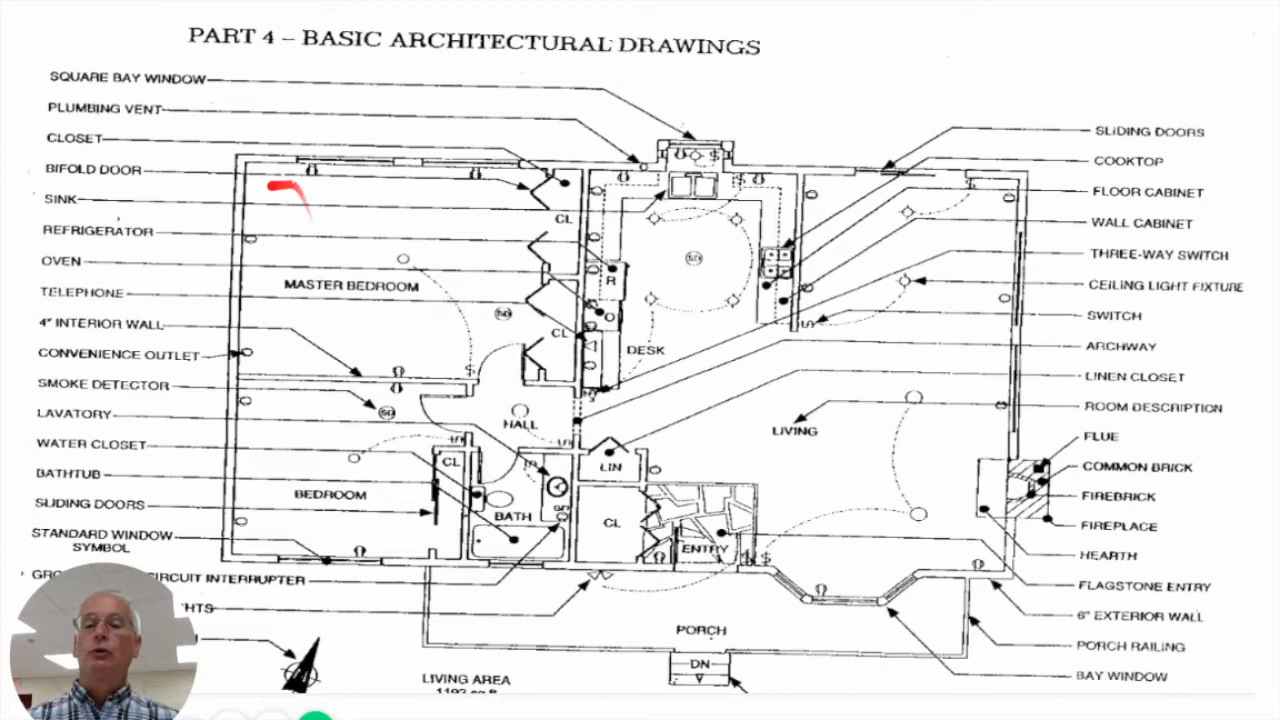 PART 4 – BASIC ARCHITECTURAL DRAWINGS
SQUARE BAY WINDOW
PLUMBING VENT
CLOSET
BIFOLD DOOR
SINK
REFRIGERATOR
OVEN
TELEPHONE
4" INTERIOR WALL
CONVENIENCE OUTLET
SMOKE DETECTOR
LAVATORY
WATER CLOSET
BATHTUB
SLIDING DOORS
STANDARD WINDOW
SYMBOL
CIRCUIT INTERRUPTER
MASTER BEDROOM
CL
CL
SD
SD
R
O
DESK
SD
HALL
CL
LIN
BEDROOM
BATH
CL
ENTRY
LIVING
PORCH
DN
LIVING AREA
SLIDING DOORS
COOKTOP
FLOOR CABINET
WALL CABINET
THREE-WAY SWITCH
CEILING LIGHT FIXTURE
SWITCH
ARCHWAY
LINEN CLOSET
ROOM DESCRIPTION
FLUE
COMMON BRICK
FIREBRICK
FIREPLACE
HEARTH
FLAGSTONE ENTRY
6" EXTERIOR WALL
PORCH RAILING
BAY WINDOW